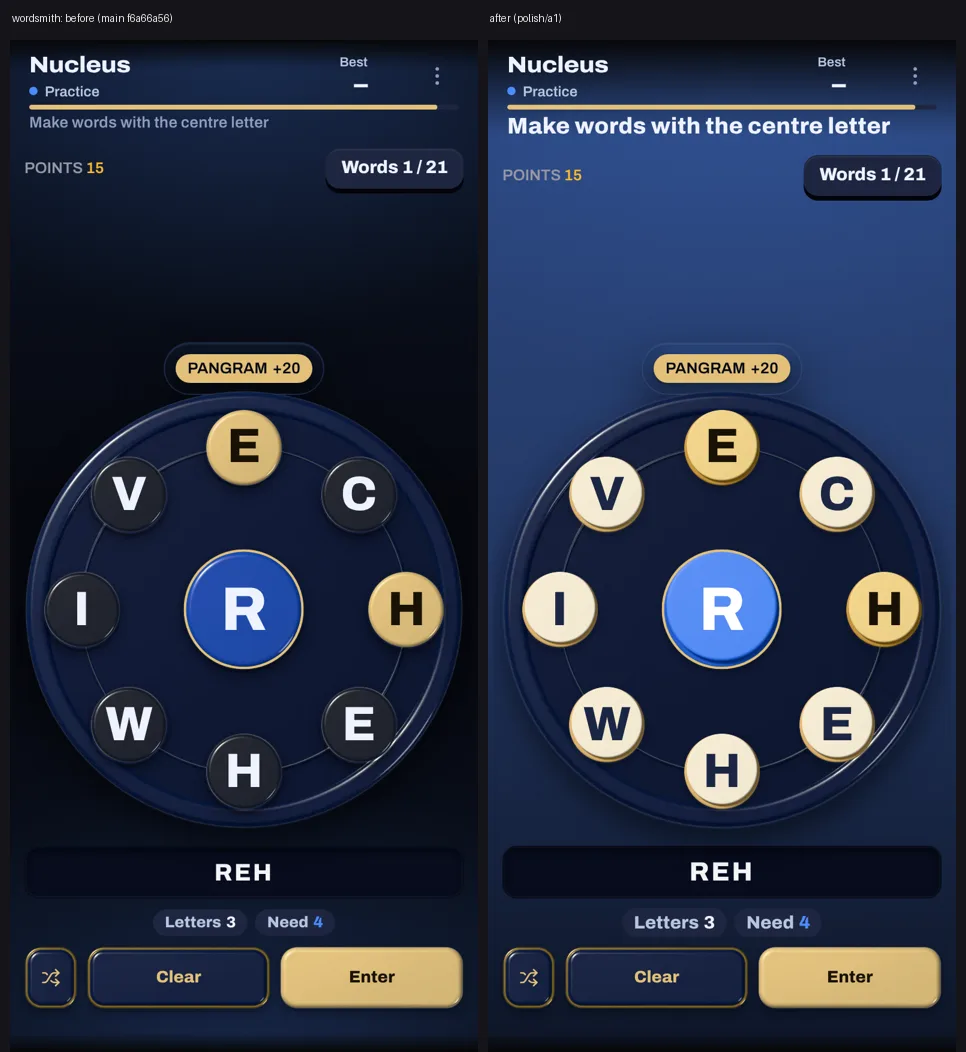 wordsmith: before (main f6a66a56)
Nucleus
Best
Practice
–
Make words with the centre letter
POINTS 15
Words 1 / 21
PANGRAM +20
E
V
C
I
R
H
W
E
H
REH
Letters 3
Need 4
Clear
Enter
after (polish/a1)
Nucleus
Best
Practice
–
Make words with the centre letter
POINTS 15
Words 1 / 21
PANGRAM +20
E
V
C
I
R
H
W
E
H
REH
Letters 3
Need 4
Clear
Enter